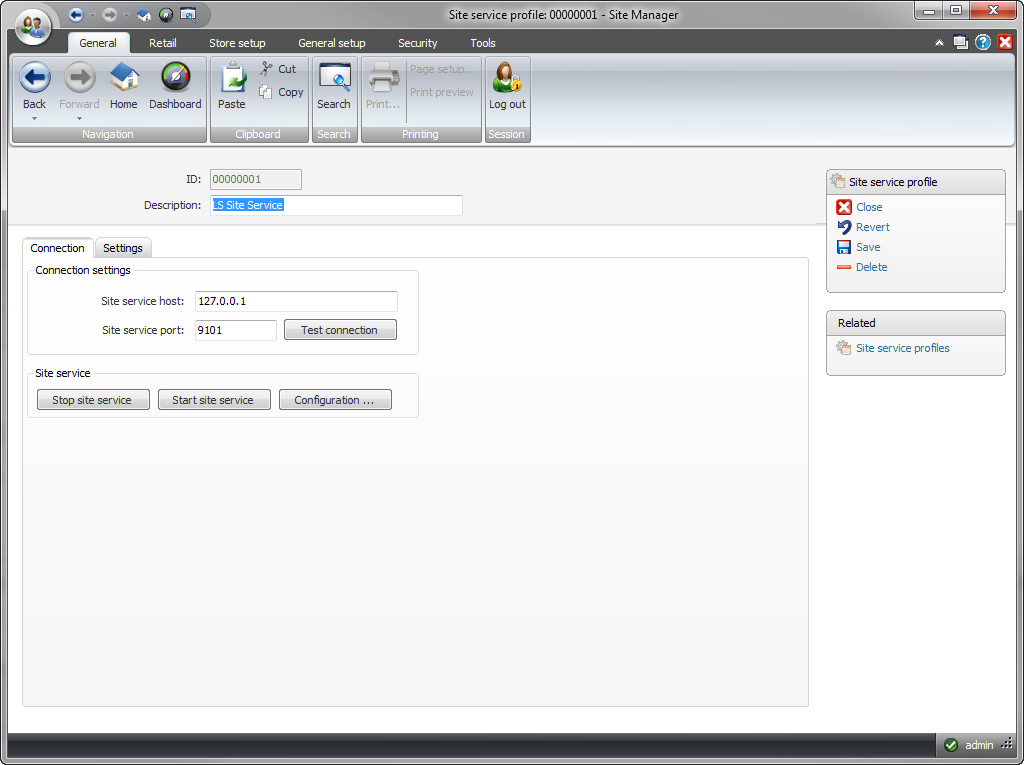 Site service profile: 00000001 - Site Manager
General Retail Store setup General setup Security Tools
Back Forward Home Dashboard Paste Cut Copy Search Print... Page setup... Print preview Log out
Navigation Clipboard Search Printing Session
ID: 00000001
Description: LS Site Service
Connection Settings
Connection settings
Site service host: 127.0.0.1
Site service port: 9101 Test connection
Site service
Stop site service Start site service Configuration ...
Site service profile
Close
Revert
Save
Delete
Related
Site service profiles
admin